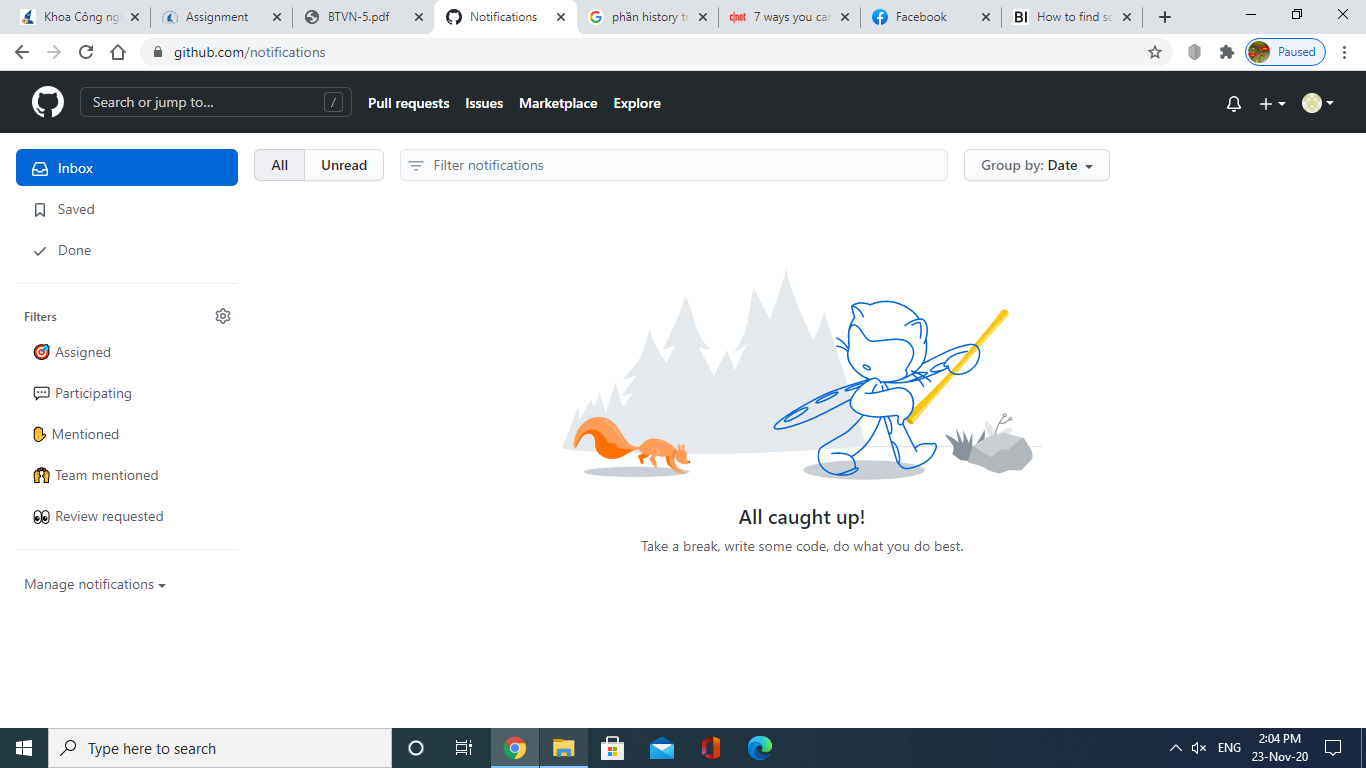 Khoa Công ng
Assignment
BTVN-5.pdf
Notifications
phần history tr
7 ways you car
Facebook
How to find sc
github.com/notifications
Paused
Search or jump to...
/
Pull requests
Issues
Marketplace
Explore
Inbox
Saved
Done
Filters
Assigned
Participating
Mentioned
Team mentioned
Review requested
Manage notifications
All
Unread
Filter notifications
Group by: Date
All caught up!
Take a break, write some code, do what you do best.
Type here to search
ENG
2:04 PM
23-Nov-20